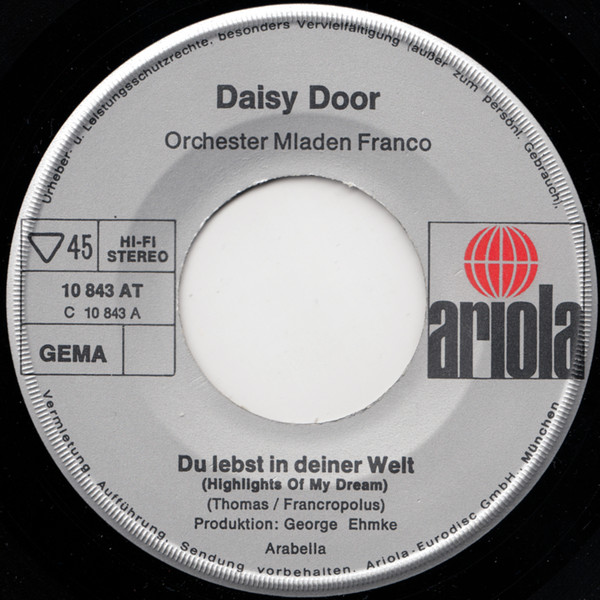 Urheber- u. Leistungsschutzrechte, besonders Vervielfältigung (außer zum persönl. Gebrauch),
Daisy Door
Orchester Mladen Franco
45
HI-FI
STEREO
10 843 AT
C 10 843 A
GEMA
ariola
Du lebst in deiner Welt
(Highlights Of My Dream)
(Thomas / Francropolus)
Produktion: George Ehmke
Arabella
Vermietung, Aufführung, Sendung vorbehalten. Ariola-Eurodisc GmbH., München